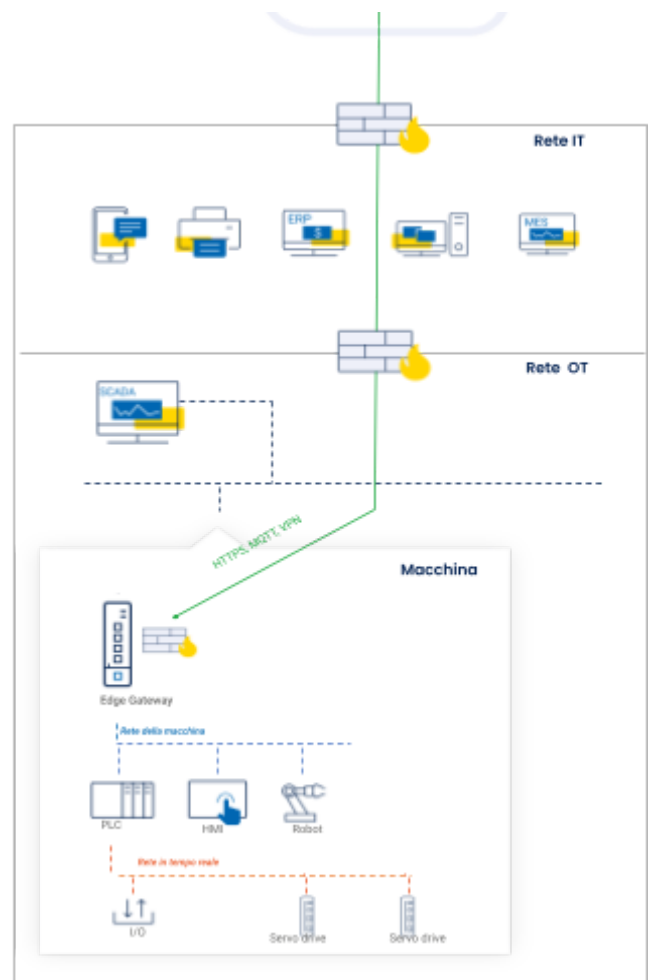 Rete IT
ERP
MES
Rete OT
SCADA
HTTPS, MQTT, VPN
Macchina
Edge Gateway
Rete della macchina
PLC
HMI
Robot
Rete in tempo reale
I/O
Servo drive
Servo drive